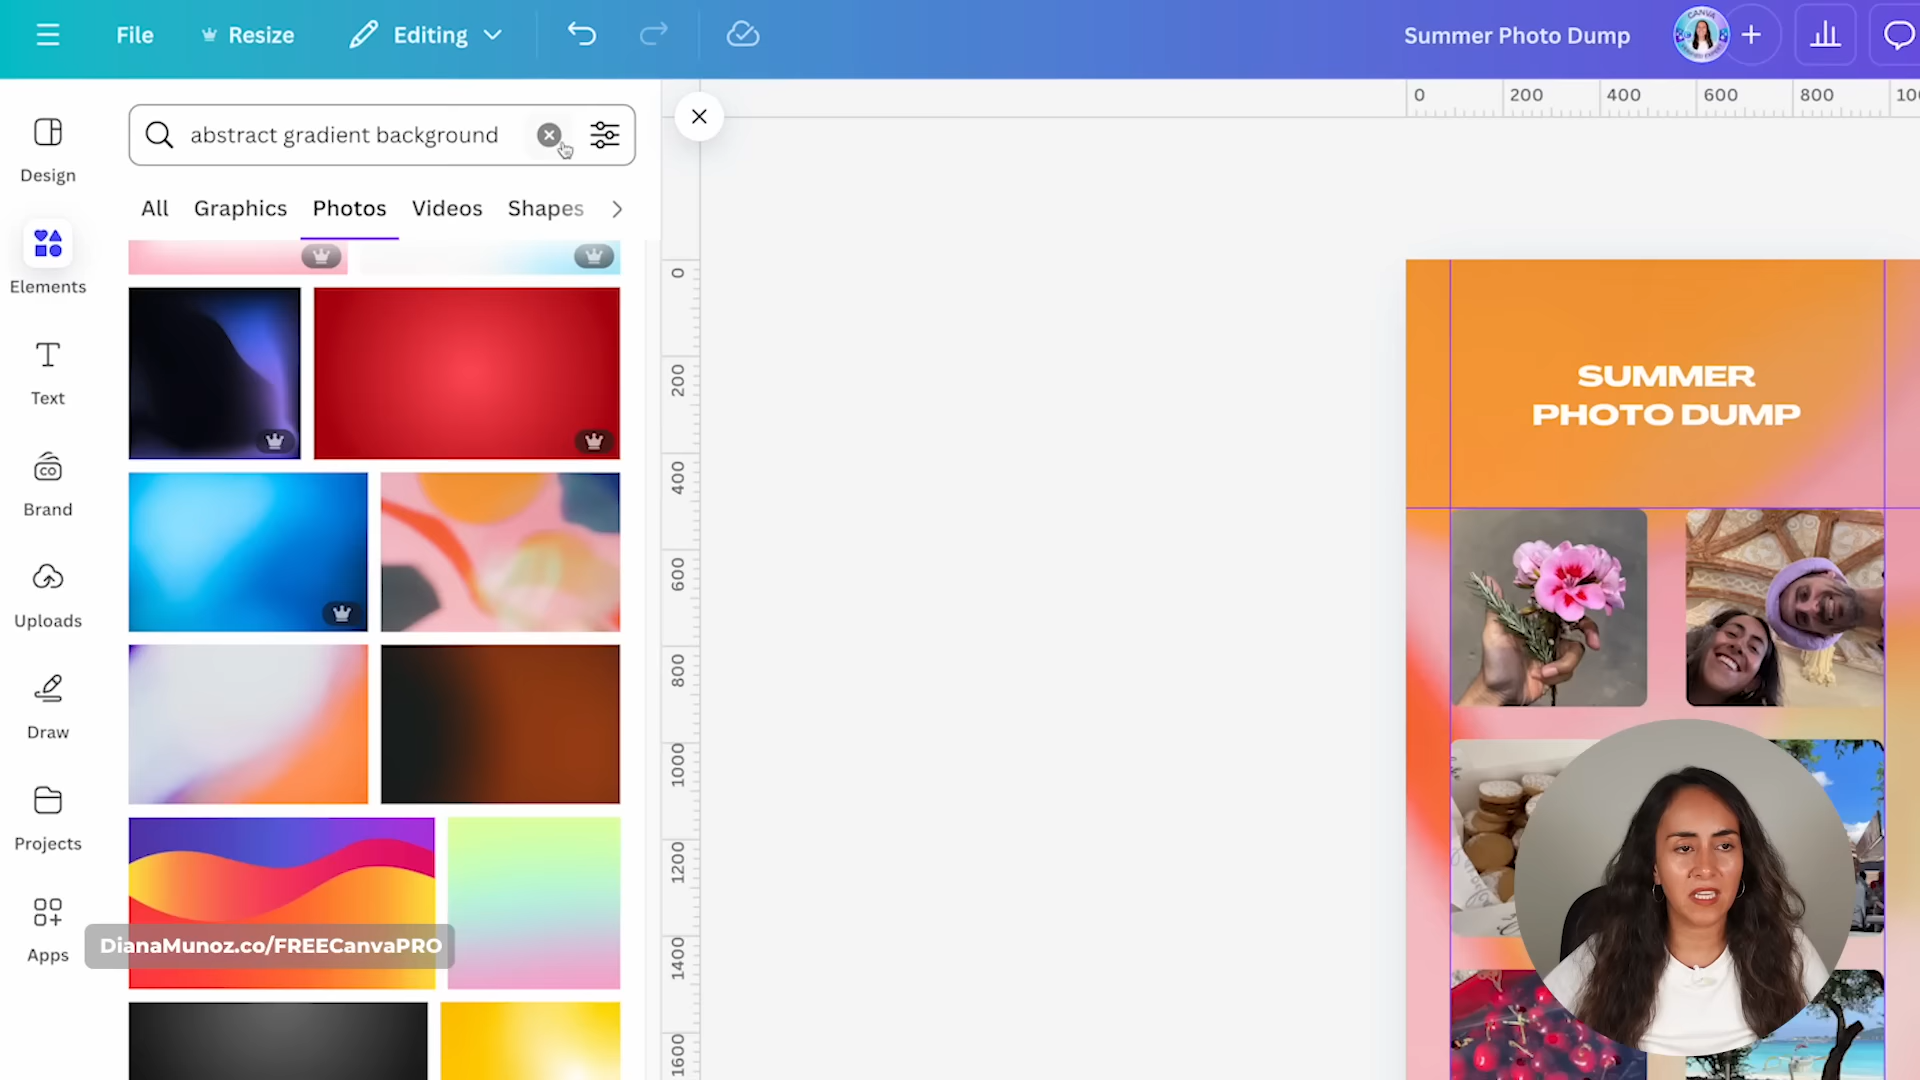 File
Resize
Editing
Summer Photo Dump
CANVA
Design
Elements
Text
Brand
CO
Uploads
Draw
Projects
Apps
abstract gradient background
All
Graphics
Photos
Videos
Shapes
0
200
400
600
800
0
200
400
600
800
1000
1200
1400
1600
SUMMER
PHOTO DUMP
DianaMunoz.co/FREECanvaPRO